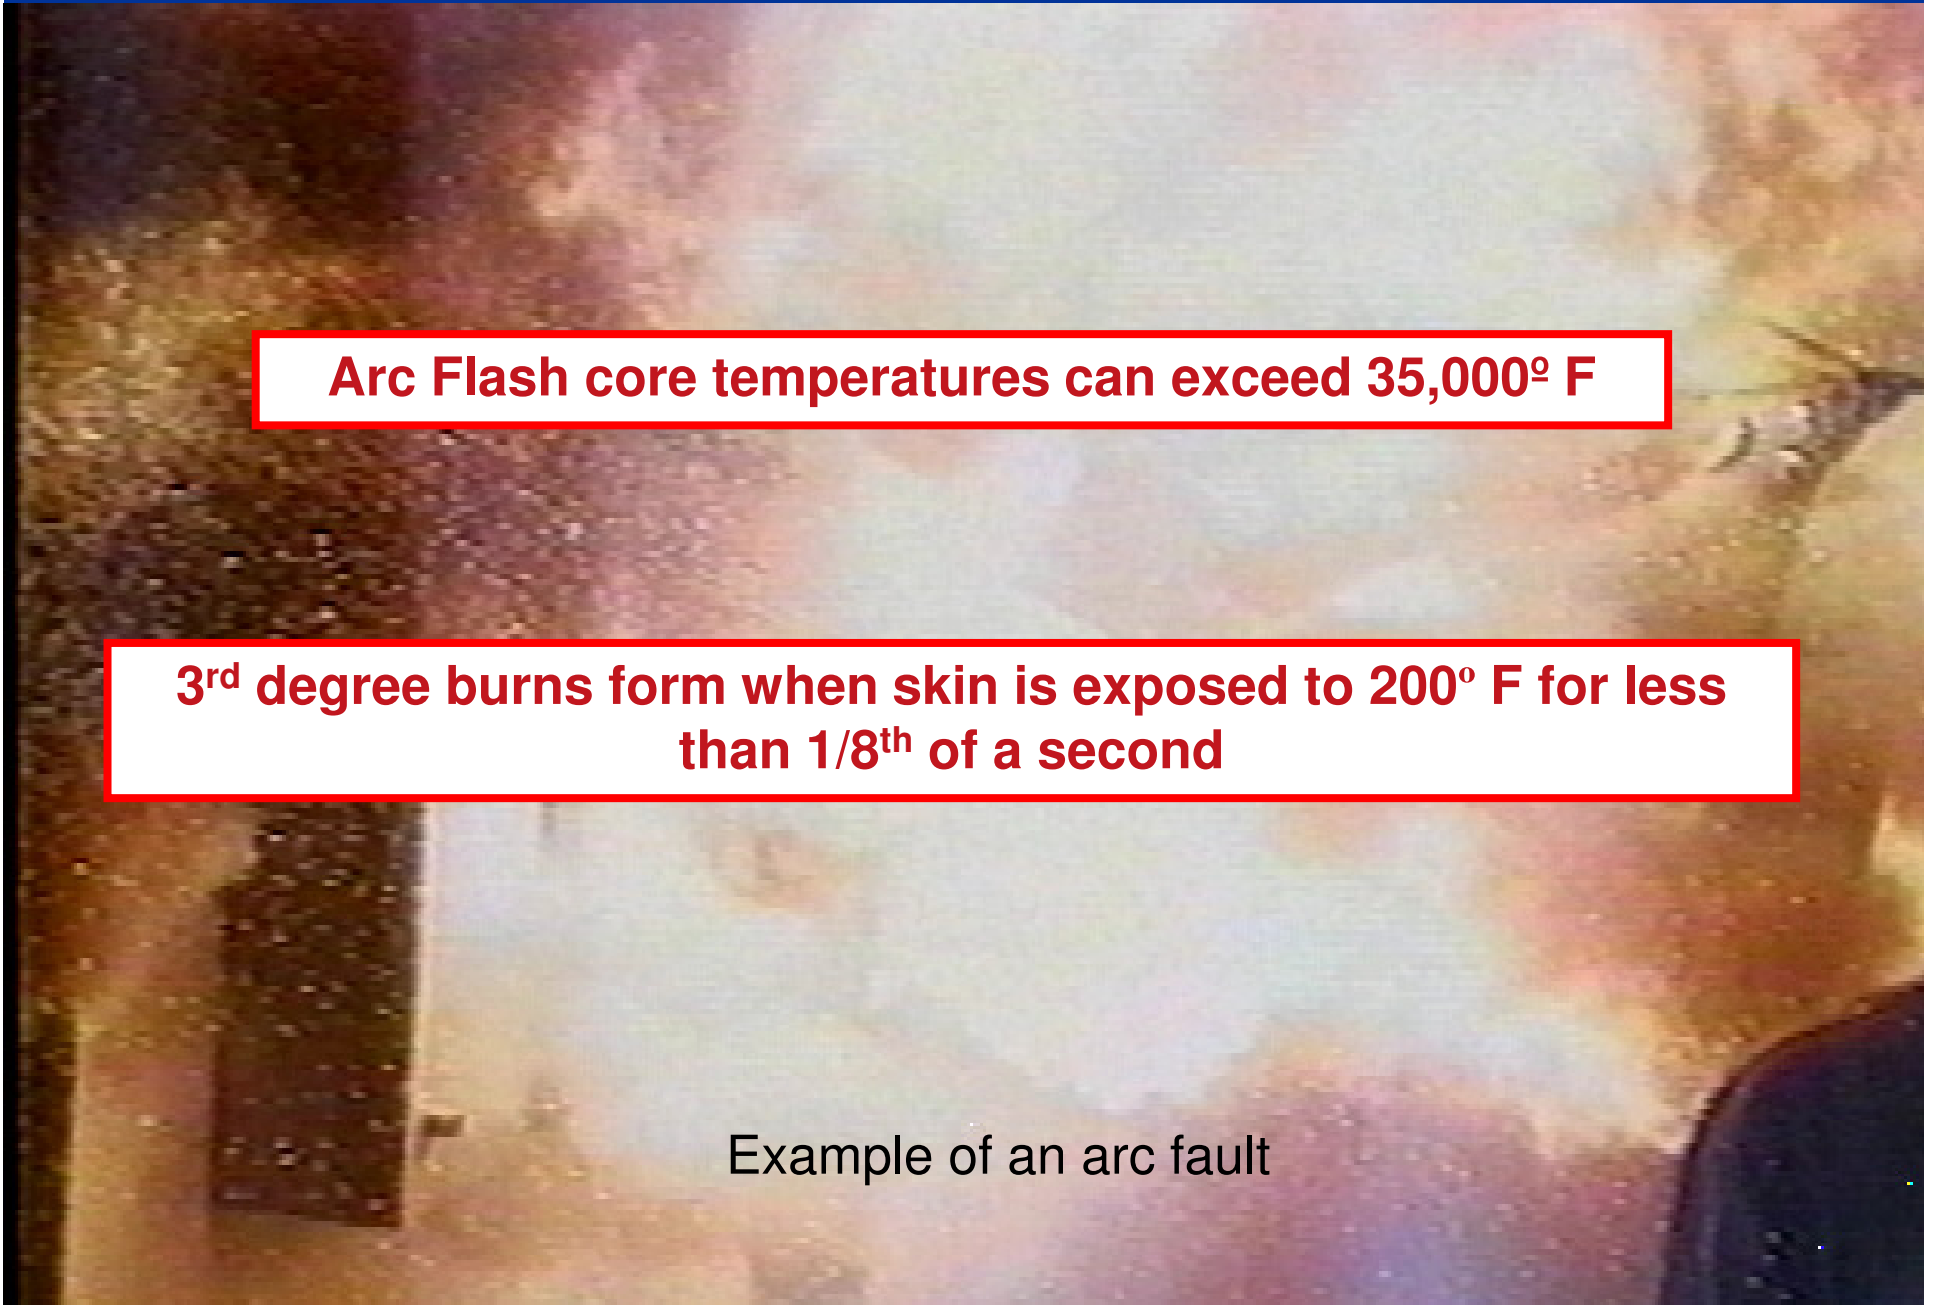 Arc Flash core temperatures can exceed 35,000º F
3rd degree burns form when skin is exposed to 200º F for less
than 1/8th of a second
Example of an arc fault